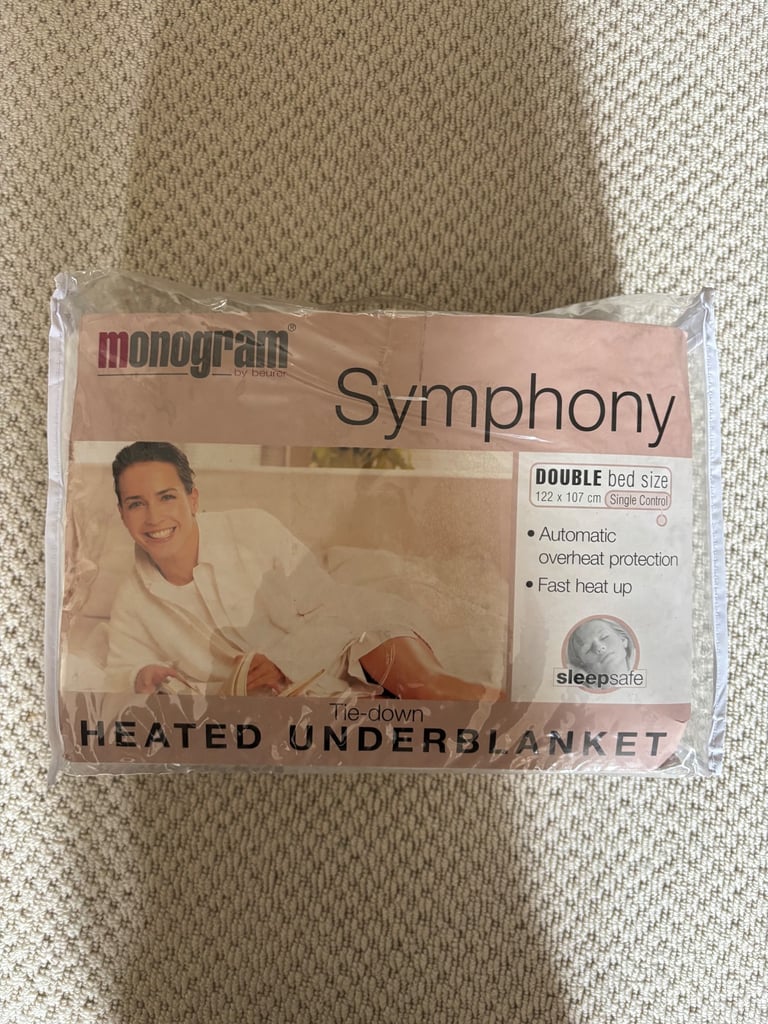 monogram®
by beurer
Symphony
DOUBLE bed size
122 x 107 cm Single Control
• Automatic
overheat protection
• Fast heat up
sleepsafe
Tie-down
HEATED UNDERBLANKET